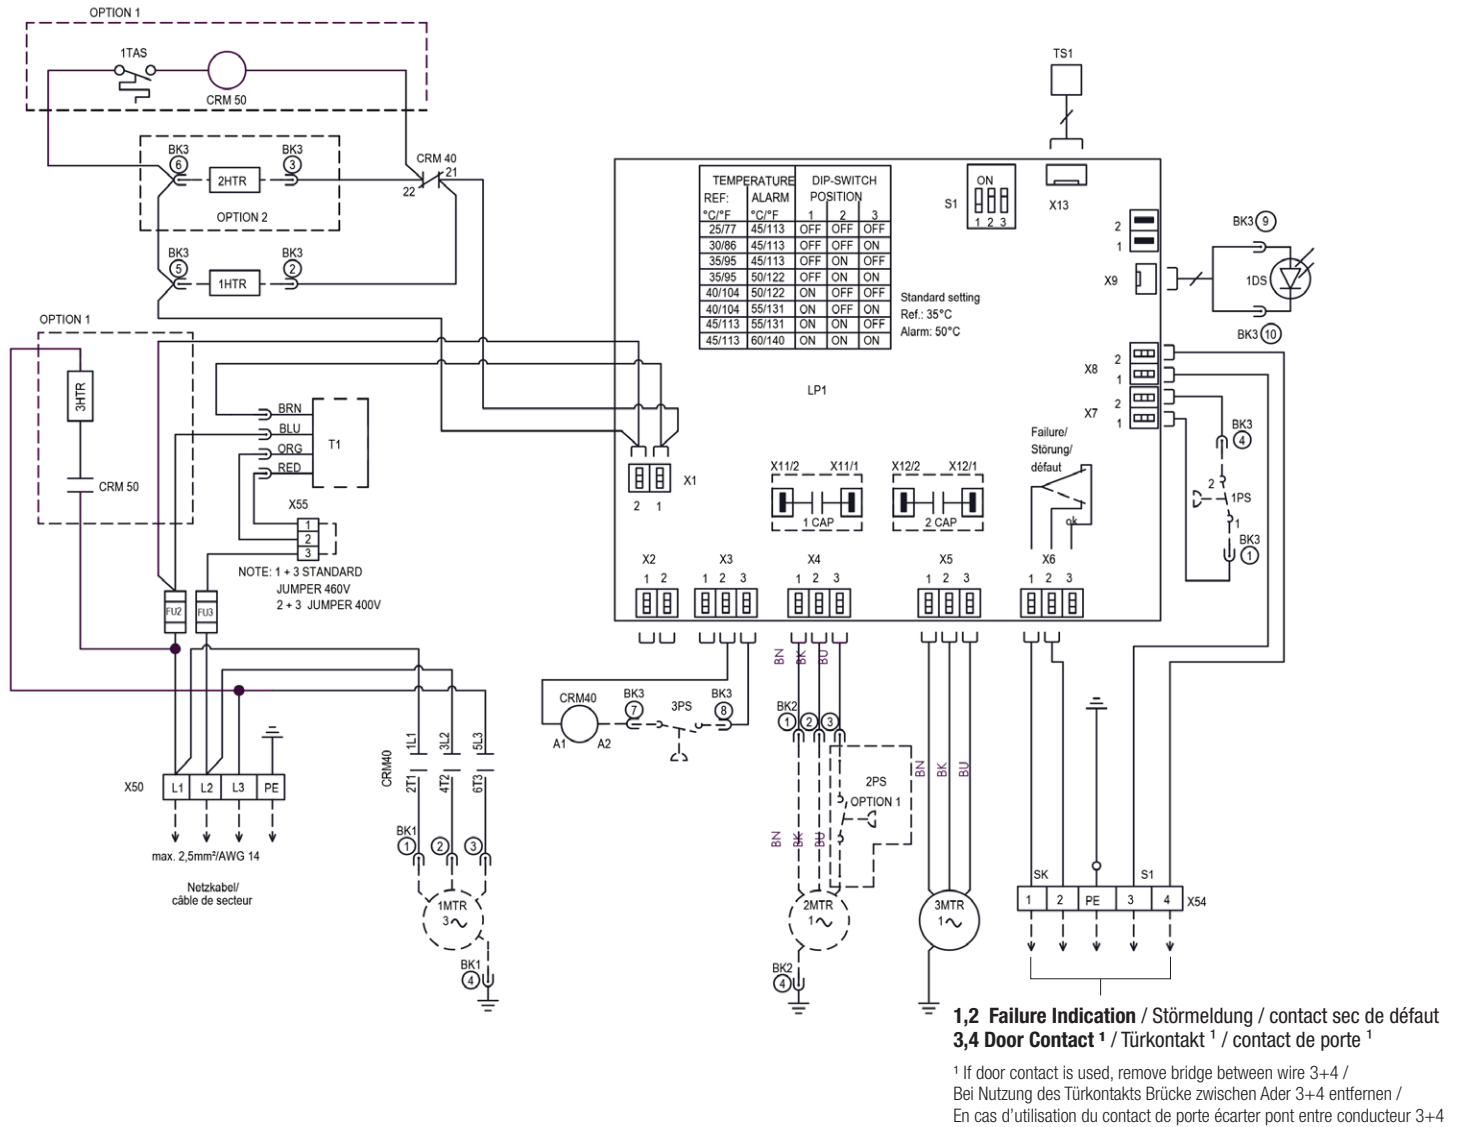 OPTION 1
1TAS
CRM 50
BK3
6
2HTR
BK3
3
OPTION 2
CRM 40
21
22
BK3
5
1HTR
BK3
2
OPTION 1
3HTR
CRM 50
BRN
BLU
ORG
RED
T1
X55
1
2
3
NOTE: 1 + 3 STANDARD
JUMPER 460V
2 + 3 JUMPER 400V
FU2
FU3
X50
L1 L2 L3 PE
max. 2,5mm²/AWG 14
Netzkabel/
câble de secteur
CRM40
1L1 3L2 5L3
2T1 4T2 6T3
BK1
1 2 3
1MTR
3
BK1
4
TS1
TEMPERATURE DIP-SWITCH
REF: ALARM POSITION
°C/°F °C/°F 1 2 3
25/77 45/113 OFF OFF OFF
30/86 45/113 OFF OFF ON
35/95 45/113 OFF ON OFF
35/95 50/122 OFF ON ON
40/104 50/122 ON OFF OFF
40/104 55/131 ON OFF ON
45/113 55/131 ON ON OFF
45/113 60/140 ON ON ON
Standard setting
Ref.: 35°C
Alarm: 50°C
S1
ON
1 2 3
X13
2
1
X9
BK3 9
1DS
BK3 10
X8
2
1
X7
2
1
BK3
4
2
1PS
1
BK3
1
LP1
Failure/
Störung/
défaut
ok
X1
2 1
X11/2 X11/1
1 CAP
X12/2 X12/1
2 CAP
X2
1 2
X3
1 2 3
X4
1 2 3
X5
1 2 3
X6
1 2 3
CRM40
A1 A2
BK3
7
3PS
BK3
8
BN BK BU
BK2
1 2 3
2PS
OPTION 1
BN BK BU
2MTR
1
BK2
4
BN BK BU
3MTR
1
SK S1
1 2 PE 3 4 X54
1,2 Failure Indication / Störmeldung / contact sec de défaut
3,4 Door Contact ¹ / Türkontakt ¹ / contact de porte ¹
¹ If door contact is used, remove bridge between wire 3+4 /
Bei Nutzung des Türkontakts Brücke zwischen Ader 3+4 entfernen /
En cas d'utilisation du contact de porte écarter pont entre conducteur 3+4